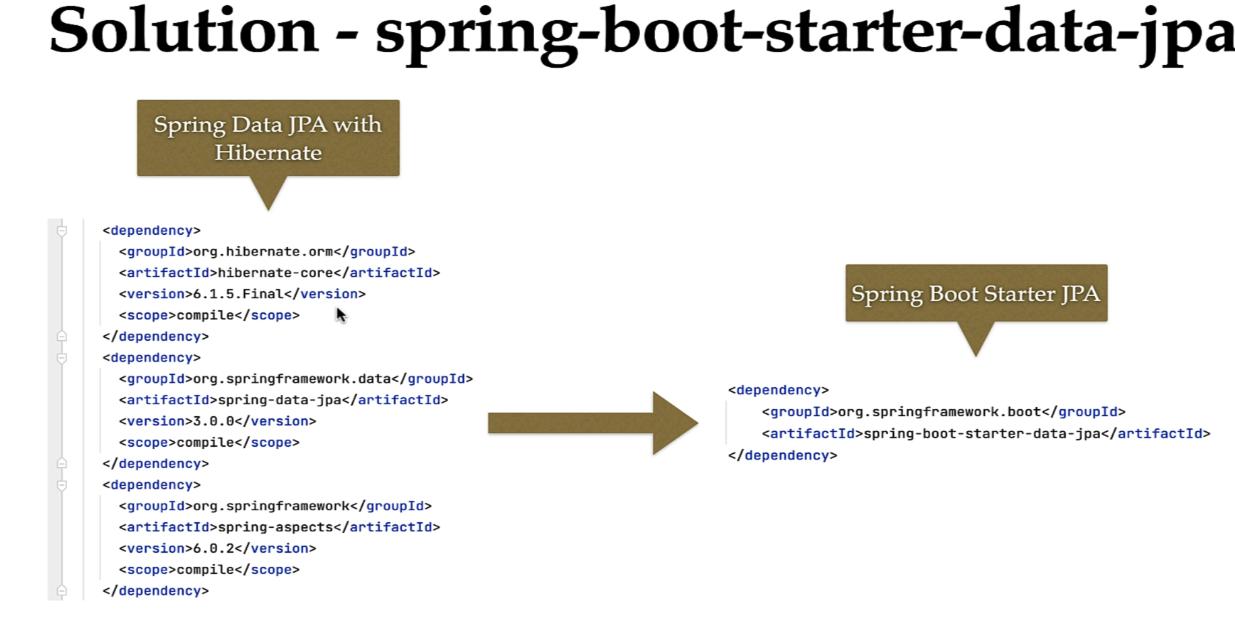 Solution - spring-boot-starter-data-jpa
Spring Data JPA with
Hibernate
<dependency>
<groupId>org.hibernate.orm</groupId>
<artifactId>hibernate-core</artifactId>
<version>6.1.5.Final</version>
<scope>compile</scope>
</dependency>
<dependency>
<groupId>org.springframework.data</groupId>
<artifactId>spring-data-jpa</artifactId>
<version>3.0.0</version>
<scope>compile</scope>
</dependency>
<dependency>
<groupId>org.springframework</groupId>
<artifactId>spring-aspects</artifactId>
<version>6.0.2</version>
<scope>compile</scope>
</dependency>
Spring Boot Starter JPA
<dependency>
<groupId>org.springframework.boot</groupId>
<artifactId>spring-boot-starter-data-jpa</artifactId>
</dependency>